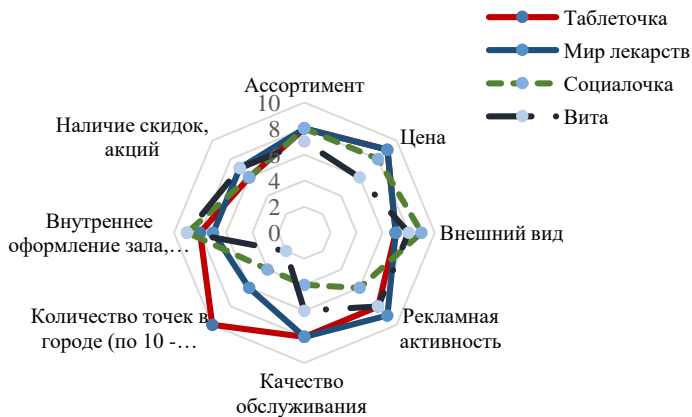 Таблеточка
Мир лекарств
Социалочка
Вита
Ассортимент
10
8
6
4
2
0
Цена
Внешний вид
Рекламная
активность
Качество
обслуживания
Количество точек в
городе (по 10 -…
Внутреннее
оформление зала,…
Наличие скидок,
акций